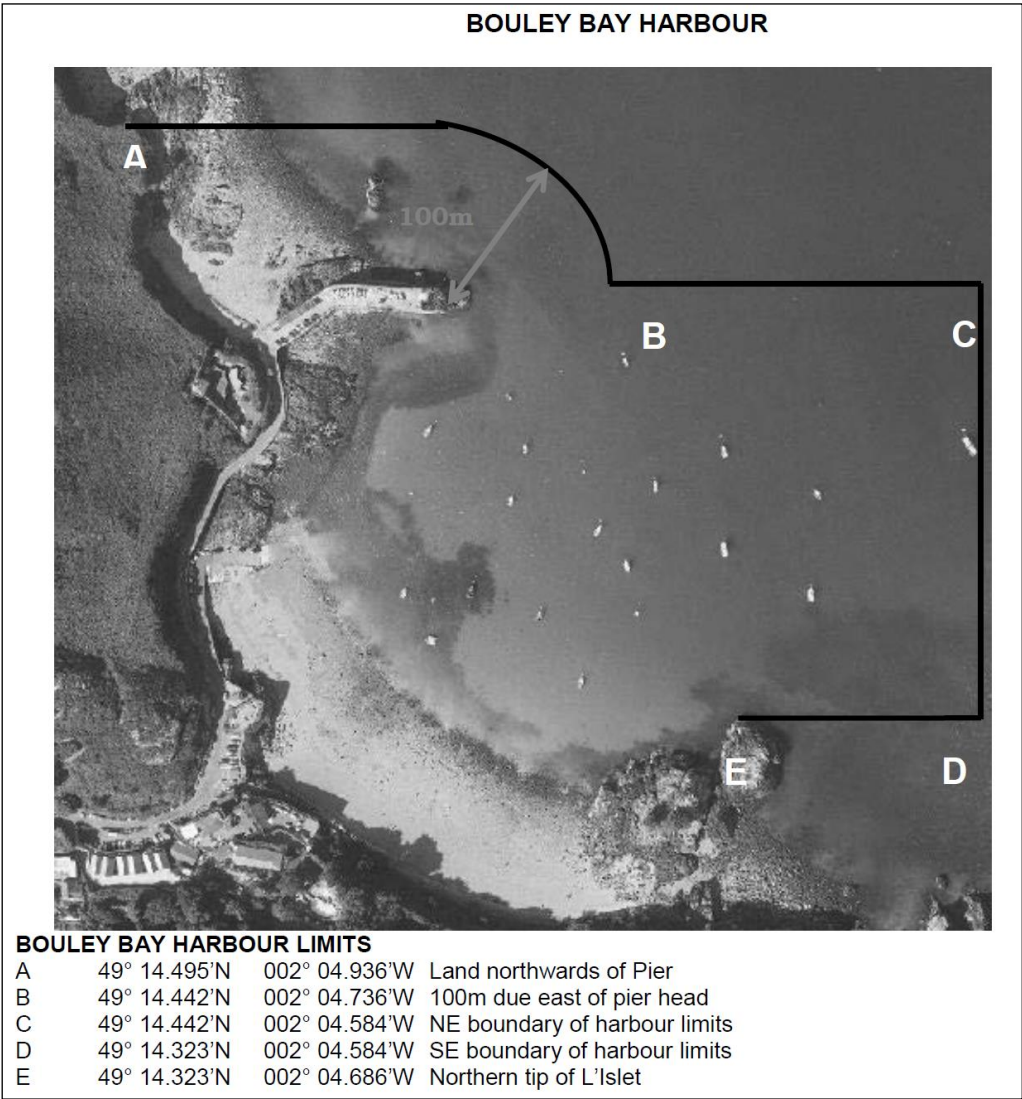 BOULEY BAY HARBOUR
A
100m
B
C
E
D
BOULEY BAY HARBOUR LIMITS
A 49° 14.495’N 002° 04.936’W Land northwards of Pier
B 49° 14.442’N 002° 04.736’W 100m due east of pier head
C 49° 14.442’N 002° 04.584’W NE boundary of harbour limits
D 49° 14.323’N 002° 04.584’W SE boundary of harbour limits
E 49° 14.323’N 002° 04.686’W Northern tip of L’Islet